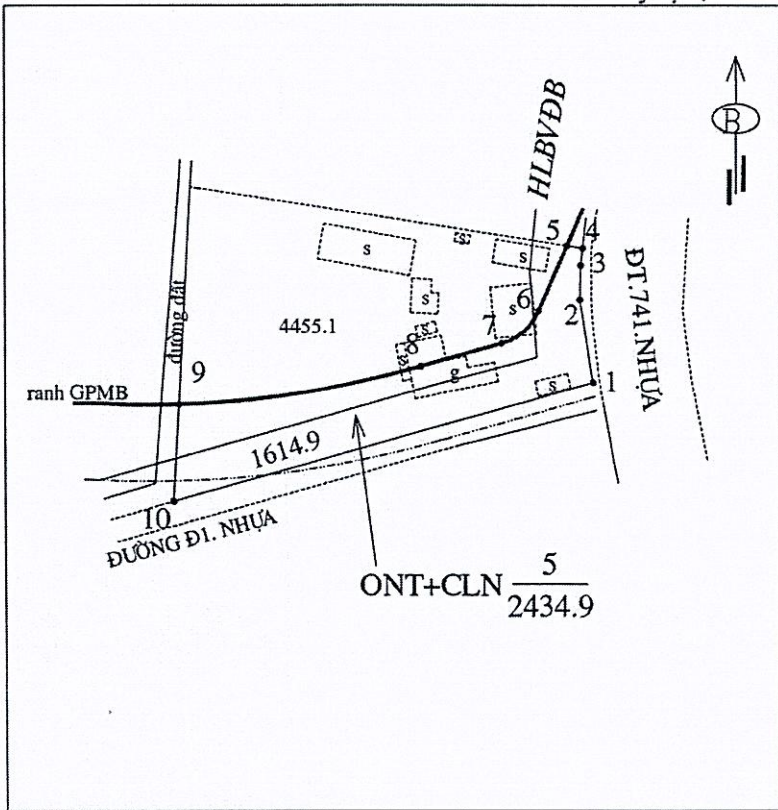 HLBVĐB
B
s
s
s
5
4
3
s
s
6
2
ĐT.741.NHỰA
đường đất
4455.1
s
7
8
s
9
g
s
1
ranh GPMB
1614.9
10
ĐƯỜNG Đ1. NHỰA
ONT+CLN 5
2434.9